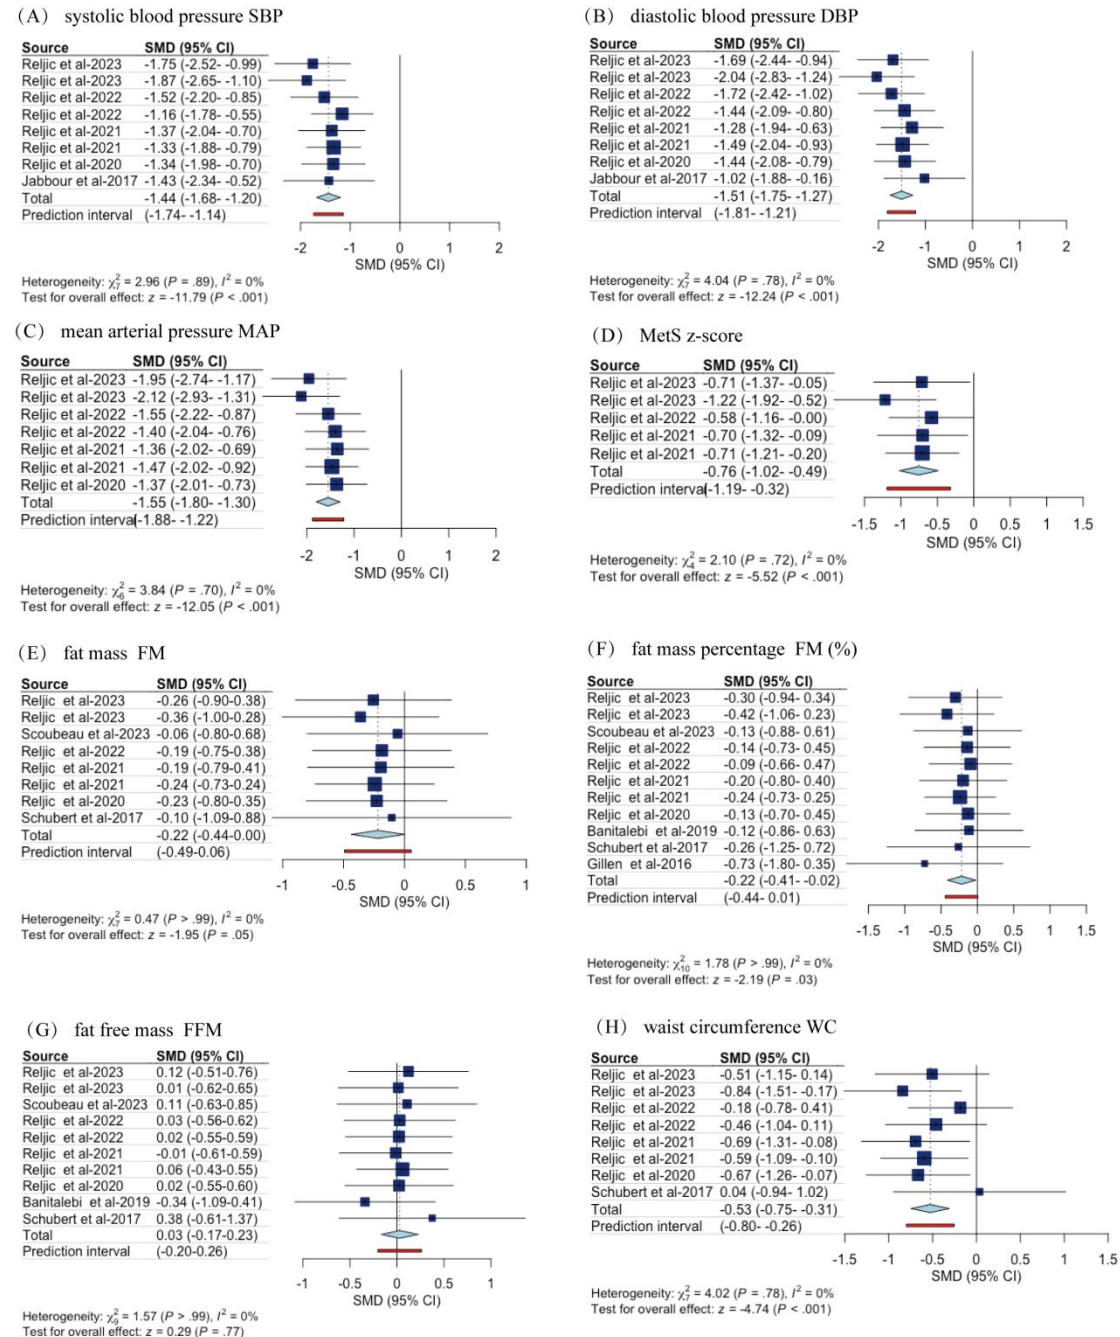 (A) systolic blood pressure SBP
Source SMD (95% CI)
Reljic et al-2023 -1.75 (-2.52- -0.99)
Reljic et al-2023 -1.87 (-2.65- -1.10)
Reljic et al-2022 -1.52 (-2.20- -0.85)
Reljic et al-2022 -1.16 (-1.78- -0.55)
Reljic et al-2021 -1.37 (-2.04- -0.70)
Reljic et al-2021 -1.33 (-1.88- -0.79)
Reljic et al-2020 -1.34 (-1.98- -0.70)
Jabbour et al-2017 -1.43 (-2.34- -0.52)
Total -1.44 (-1.68- -1.20)
Prediction interval (-1.74- -1.14)
-2 -1 0 1 2
SMD (95% CI)
Heterogeneity: χ²₇ = 2.96 (P = .89), I² = 0%
Test for overall effect: z = -11.79 (P < .001)
(B) diastolic blood pressure DBP
Source SMD (95% CI)
Reljic et al-2023 -1.69 (-2.44- -0.94)
Reljic et al-2023 -2.04 (-2.83- -1.24)
Reljic et al-2022 -1.72 (-2.42- -1.02)
Reljic et al-2022 -1.44 (-2.09- -0.80)
Reljic et al-2021 -1.28 (-1.94- -0.63)
Reljic et al-2021 -1.49 (-2.04- -0.93)
Reljic et al-2020 -1.44 (-2.08- -0.79)
Jabbour et al-2017 -1.02 (-1.88- -0.16)
Total -1.51 (-1.75- -1.27)
Prediction interval (-1.81- -1.21)
-2 -1 0 1 2
SMD (95% CI)
Heterogeneity: χ²₇ = 4.04 (P = .78), I² = 0%
Test for overall effect: z = -12.24 (P < .001)
(C) mean arterial pressure MAP
Source SMD (95% CI)
Reljic et al-2023 -1.95 (-2.74- -1.17)
Reljic et al-2023 -2.12 (-2.93- -1.31)
Reljic et al-2022 -1.55 (-2.22- -0.87)
Reljic et al-2022 -1.40 (-2.04- -0.76)
Reljic et al-2021 -1.36 (-2.02- -0.69)
Reljic et al-2021 -1.47 (-2.02- -0.92)
Reljic et al-2020 -1.37 (-2.01- -0.73)
Total -1.55 (-1.80- -1.30)
Prediction interval (-1.88- -1.22)
-2 -1 0 1 2
SMD (95% CI)
Heterogeneity: χ²₆ = 3.84 (P = .70), I² = 0%
Test for overall effect: z = -12.05 (P < .001)
(D) MetS z-score
Source SMD (95% CI)
Reljic et al-2023 -0.71 (-1.37- -0.05)
Reljic et al-2023 -1.22 (-1.92- -0.52)
Reljic et al-2022 -0.58 (-1.16- -0.00)
Reljic et al-2021 -0.70 (-1.32- -0.09)
Reljic et al-2021 -0.71 (-1.21- -0.20)
Total -0.76 (-1.02- -0.49)
Prediction interval (-1.19- -0.32)
-1.5 -1 -0.5 0 0.5 1 1.5
SMD (95% CI)
Heterogeneity: χ²₄ = 2.10 (P = .72), I² = 0%
Test for overall effect: z = -5.52 (P < .001)
(E) fat mass FM
Source SMD (95% CI)
Reljic et al-2023 -0.26 (-0.90-0.38)
Reljic et al-2023 -0.36 (-1.00-0.28)
Scoubeau et al-2023 -0.06 (-0.80-0.68)
Reljic et al-2022 -0.19 (-0.75-0.38)
Reljic et al-2021 -0.19 (-0.79-0.41)
Reljic et al-2021 -0.24 (-0.73-0.24)
Reljic et al-2020 -0.23 (-0.80-0.35)
Schubert et al-2017 -0.10 (-1.09-0.88)
Total -0.22 (-0.44-0.00)
Prediction interval (-0.49-0.06)
-1 -0.5 0 0.5 1
SMD (95% CI)
Heterogeneity: χ²₇ = 0.47 (P > .99), I² = 0%
Test for overall effect: z = -1.95 (P = .05)
(F) fat mass percentage FM (%)
Source SMD (95% CI)
Reljic et al-2023 -0.30 (-0.94- 0.34)
Reljic et al-2023 -0.42 (-1.06- 0.23)
Scoubeau et al-2023 -0.13 (-0.88- 0.61)
Reljic et al-2022 -0.14 (-0.73- 0.45)
Reljic et al-2022 -0.09 (-0.66- 0.47)
Reljic et al-2021 -0.20 (-0.80- 0.40)
Reljic et al-2021 -0.24 (-0.73- 0.25)
Reljic et al-2020 -0.13 (-0.70- 0.45)
Banitalebi et al-2019 -0.12 (-0.86- 0.63)
Schubert et al-2017 -0.26 (-1.25- 0.72)
Gillen et al-2016 -0.73 (-1.80- 0.35)
Total -0.22 (-0.41- -0.02)
Prediction interval (-0.44- 0.01)
-1.5 -1 -0.5 0 0.5 1 1.5
SMD (95% CI)
Heterogeneity: χ²₁₀ = 1.78 (P > .99), I² = 0%
Test for overall effect: z = -2.19 (P = .03)
(G) fat free mass FFM
Source SMD (95% CI)
Reljic et al-2023 0.12 (-0.51-0.76)
Reljic et al-2023 0.01 (-0.62-0.65)
Scoubeau et al-2023 0.11 (-0.63-0.85)
Reljic et al-2022 0.03 (-0.56-0.62)
Reljic et al-2022 0.02 (-0.55-0.59)
Reljic et al-2021 -0.01 (-0.61-0.59)
Reljic et al-2021 0.06 (-0.43-0.55)
Reljic et al-2020 0.02 (-0.55-0.60)
Banitalebi et al-2019 -0.34 (-1.09-0.41)
Schubert et al-2017 0.38 (-0.61-1.37)
Total 0.03 (-0.17-0.23)
Prediction interval (-0.20-0.26)
-1 -0.5 0 0.5 1
SMD (95% CI)
Heterogeneity: χ²₉ = 1.57 (P > .99), I² = 0%
Test for overall effect: z = 0.29 (P = .77)
(H) waist circumference WC
Source SMD (95% CI)
Reljic et al-2023 -0.51 (-1.15- 0.14)
Reljic et al-2023 -0.84 (-1.51- -0.17)
Reljic et al-2022 -0.18 (-0.78- 0.41)
Reljic et al-2022 -0.46 (-1.04- 0.11)
Reljic et al-2021 -0.69 (-1.31- -0.08)
Reljic et al-2021 -0.59 (-1.09- -0.10)
Reljic et al-2020 -0.67 (-1.26- -0.07)
Schubert et al-2017 0.04 (-0.94- 1.02)
Total -0.53 (-0.75- -0.31)
Prediction interval (-0.80- -0.26)
-1.5 -1 -0.5 0 0.5 1 1.5
SMD (95% CI)
Heterogeneity: χ²₇ = 4.02 (P = .78), I² = 0%
Test for overall effect: z = -4.74 (P < .001)